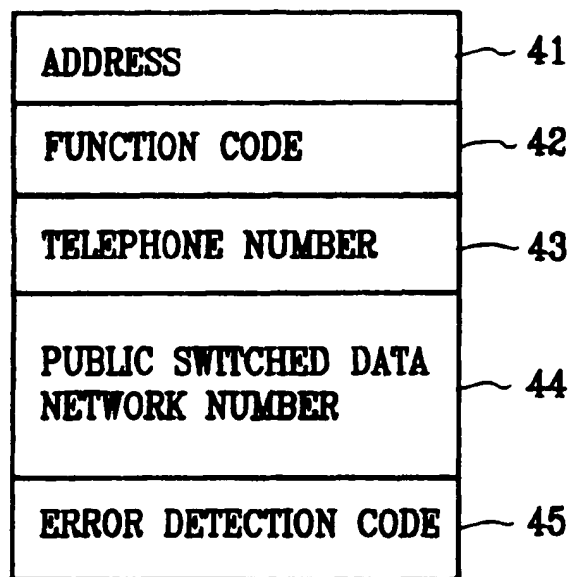 ADDRESS 41
FUNCTION CODE 42
TELEPHONE NUMBER 43
PUBLIC SWITCHED DATA
NETWORK NUMBER 44
ERROR DETECTION CODE 45